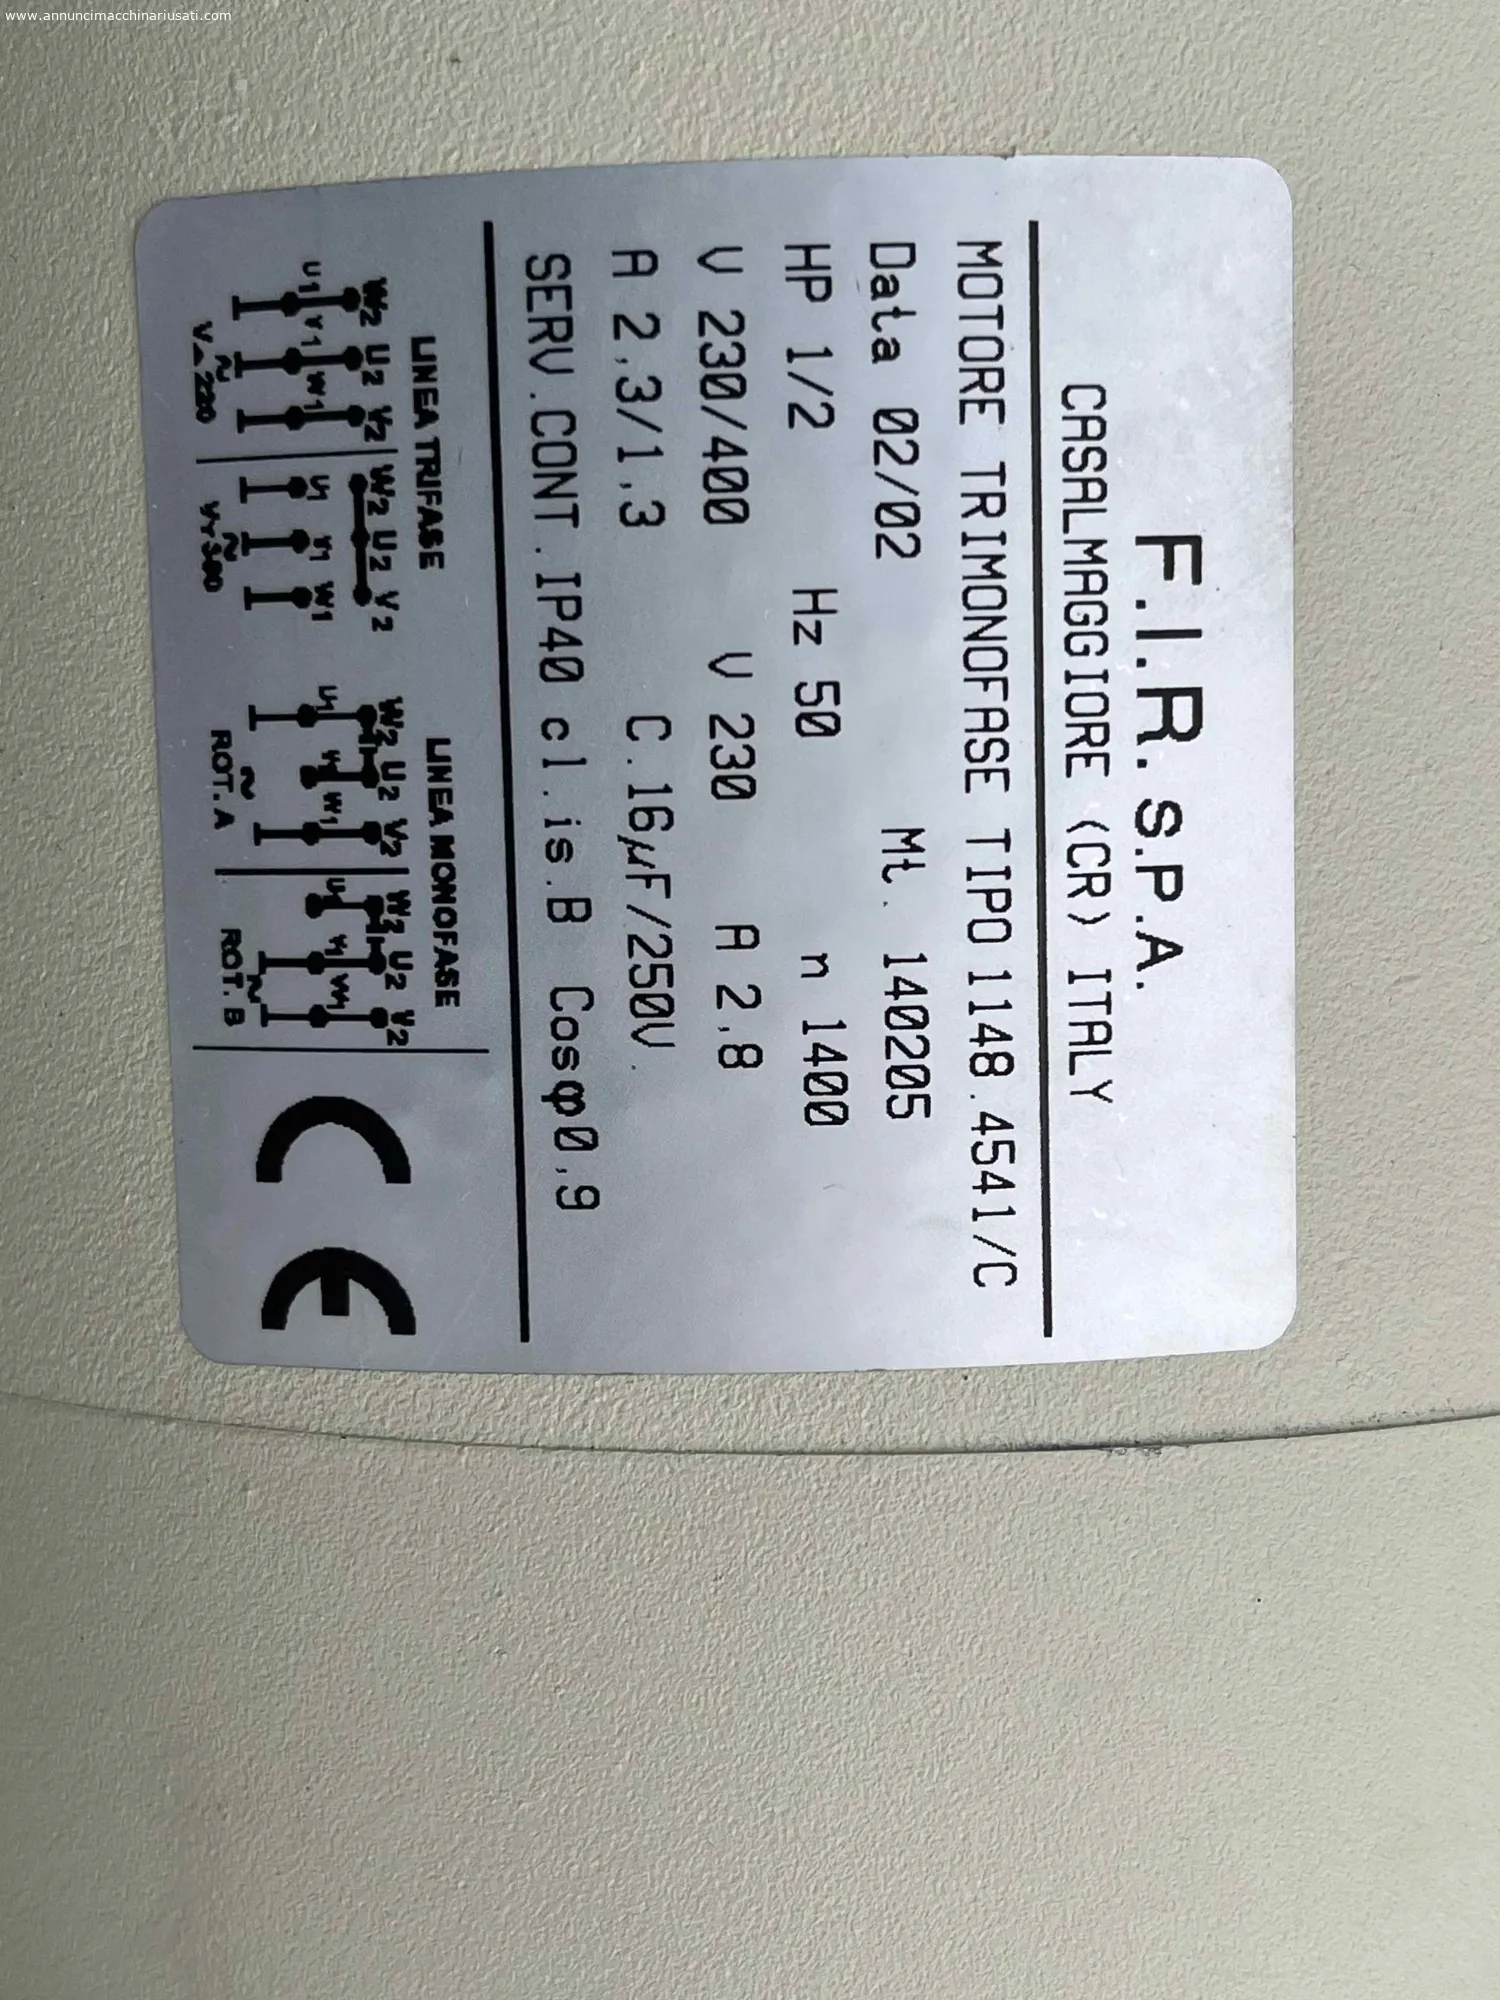 www.annuncimacchinariusati.com
F.I.R. S.P.A.
CASALMAGGIORE (CR) ITALY
MOTORE TRIMONOFASE TIPO 1148.4541/C
Data 02/02 Mt. 140205
HP 1/2 Hz 50 n 1400
V 230/400 V 230 A 2,8
A 2,3/1,3 C.16µF/250V.
SERV.CONT.IP40 cl.is.B Cosφ0,9
LINEA TRIFASE LINEA MONOFASE
W2 U2 V2 W2 U2 V2 W2 U2 V2 W2 U2 V2
U1 V1 W1 U1 V1 W1 U1 V1 W1 U1 V1 W1
~ ~ ~ ~
220 380 ROT. A ROT. B
CE